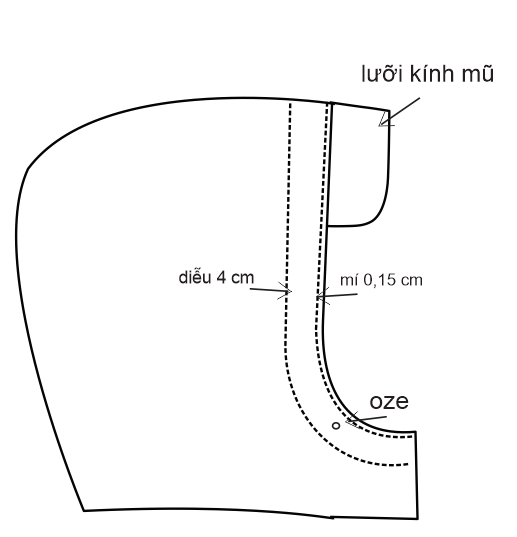 lưỡi kính mũ
diễu 4 cm
mí 0,15 cm
oze